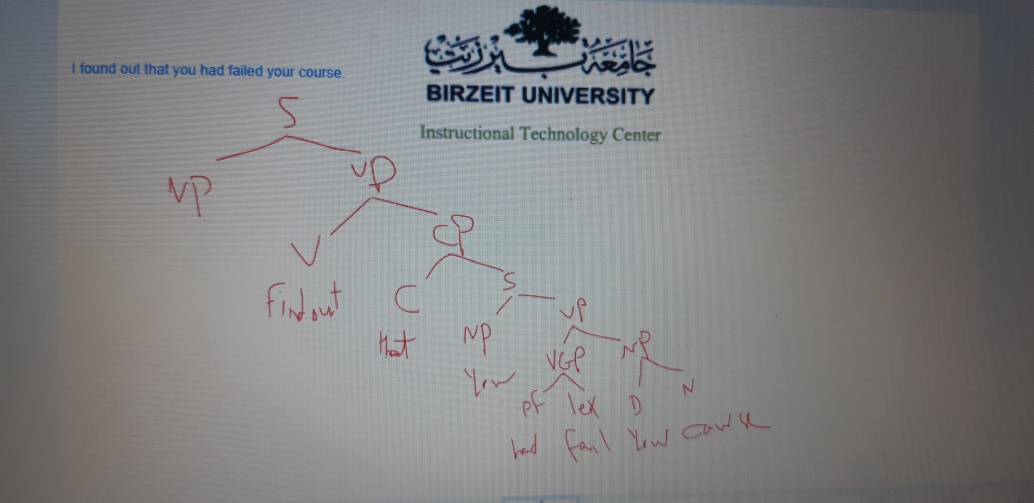 جامعة بيرزيت
BIRZEIT UNIVERSITY
Instructional Technology Center
I found out that you had failed your course.
S
NP VP
V CP
Find out C S
that NP VP
You VGP NP
pf lex D N
had fail Your course